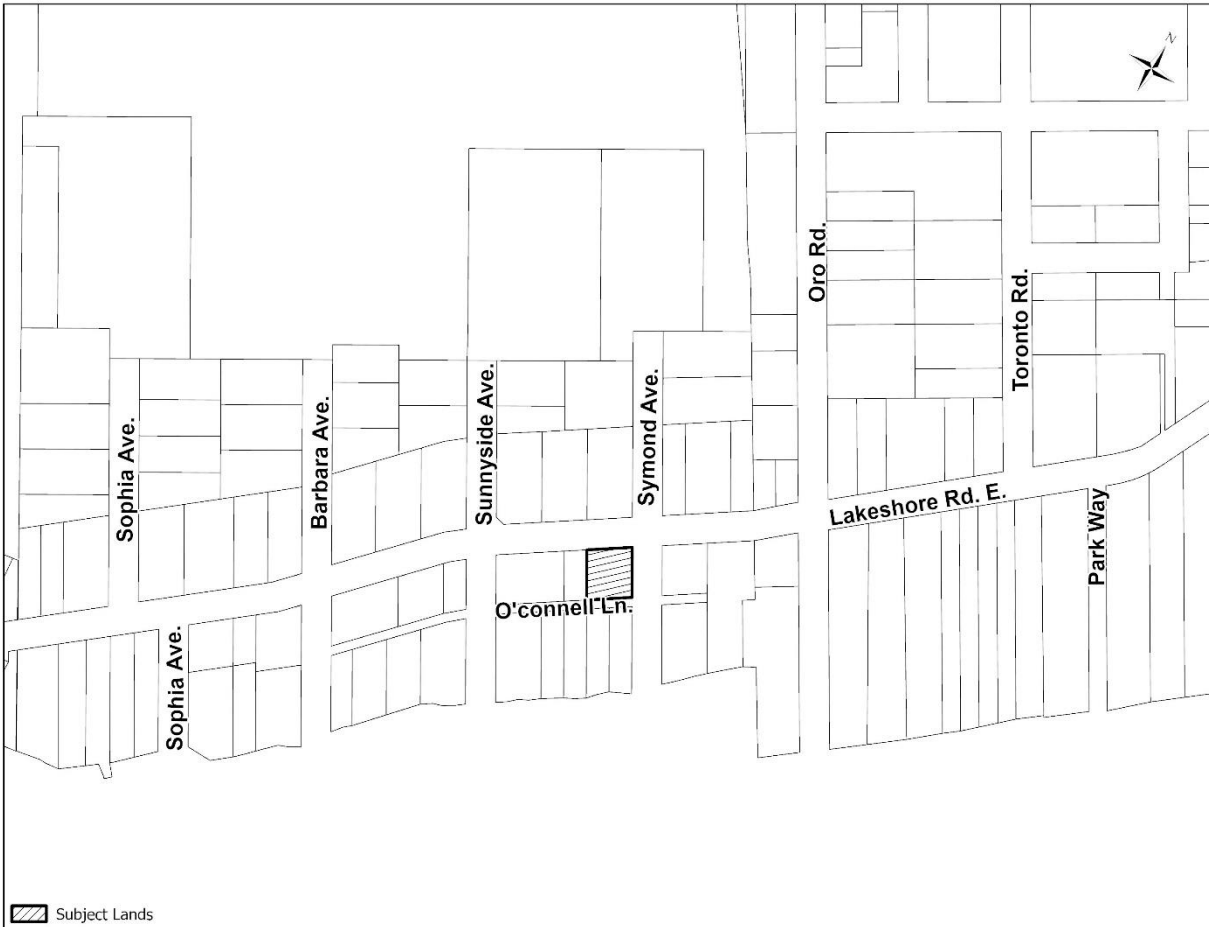 N
Oro Rd.
Toronto Rd.
Sophia Ave.
Barbara Ave.
Sunnyside Ave.
Symond Ave.
Lakeshore Rd. E.
Park Way
O'connell Ln.
Sophia Ave.
Subject Lands